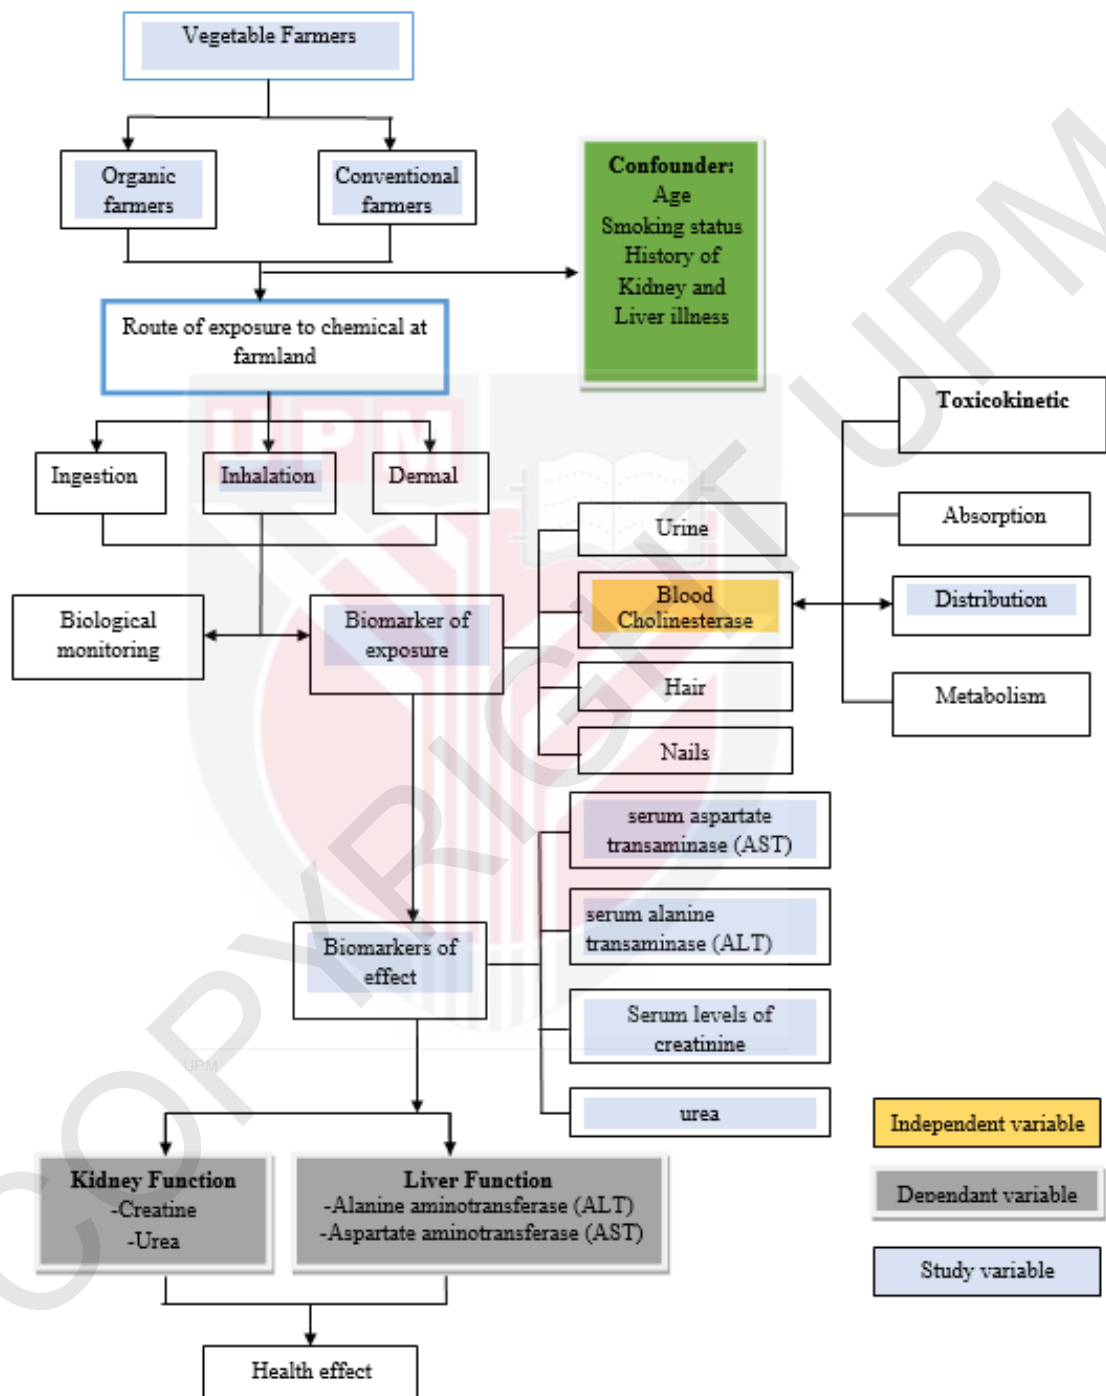 Vegetable Farmers
Organic
farmers
Conventional
farmers
Confounder:
Age
Smoking status
History of
Kidney and
Liver illness
Route of exposure to chemical at
farmland
UPM
Ingestion
Inhalation
Dermal
Toxicokinetic
Absorption
Distribution
Metabolism
Urine
Blood
Cholinesterase
Hair
Nails
Biological
monitoring
Biomarker of
exposure
serum aspartate
transaminase (AST)
serum alanine
transaminase (ALT)
Serum levels of
creatinine
urea
Biomarkers of
effect
UPM
Kidney Function
-Creatine
-Urea
Liver Function
-Alanine aminotransferase (ALT)
-Aspartate aminotransferase (AST)
Health effect
Independent variable
Dependant variable
Study variable
COPYRIGHT UPM